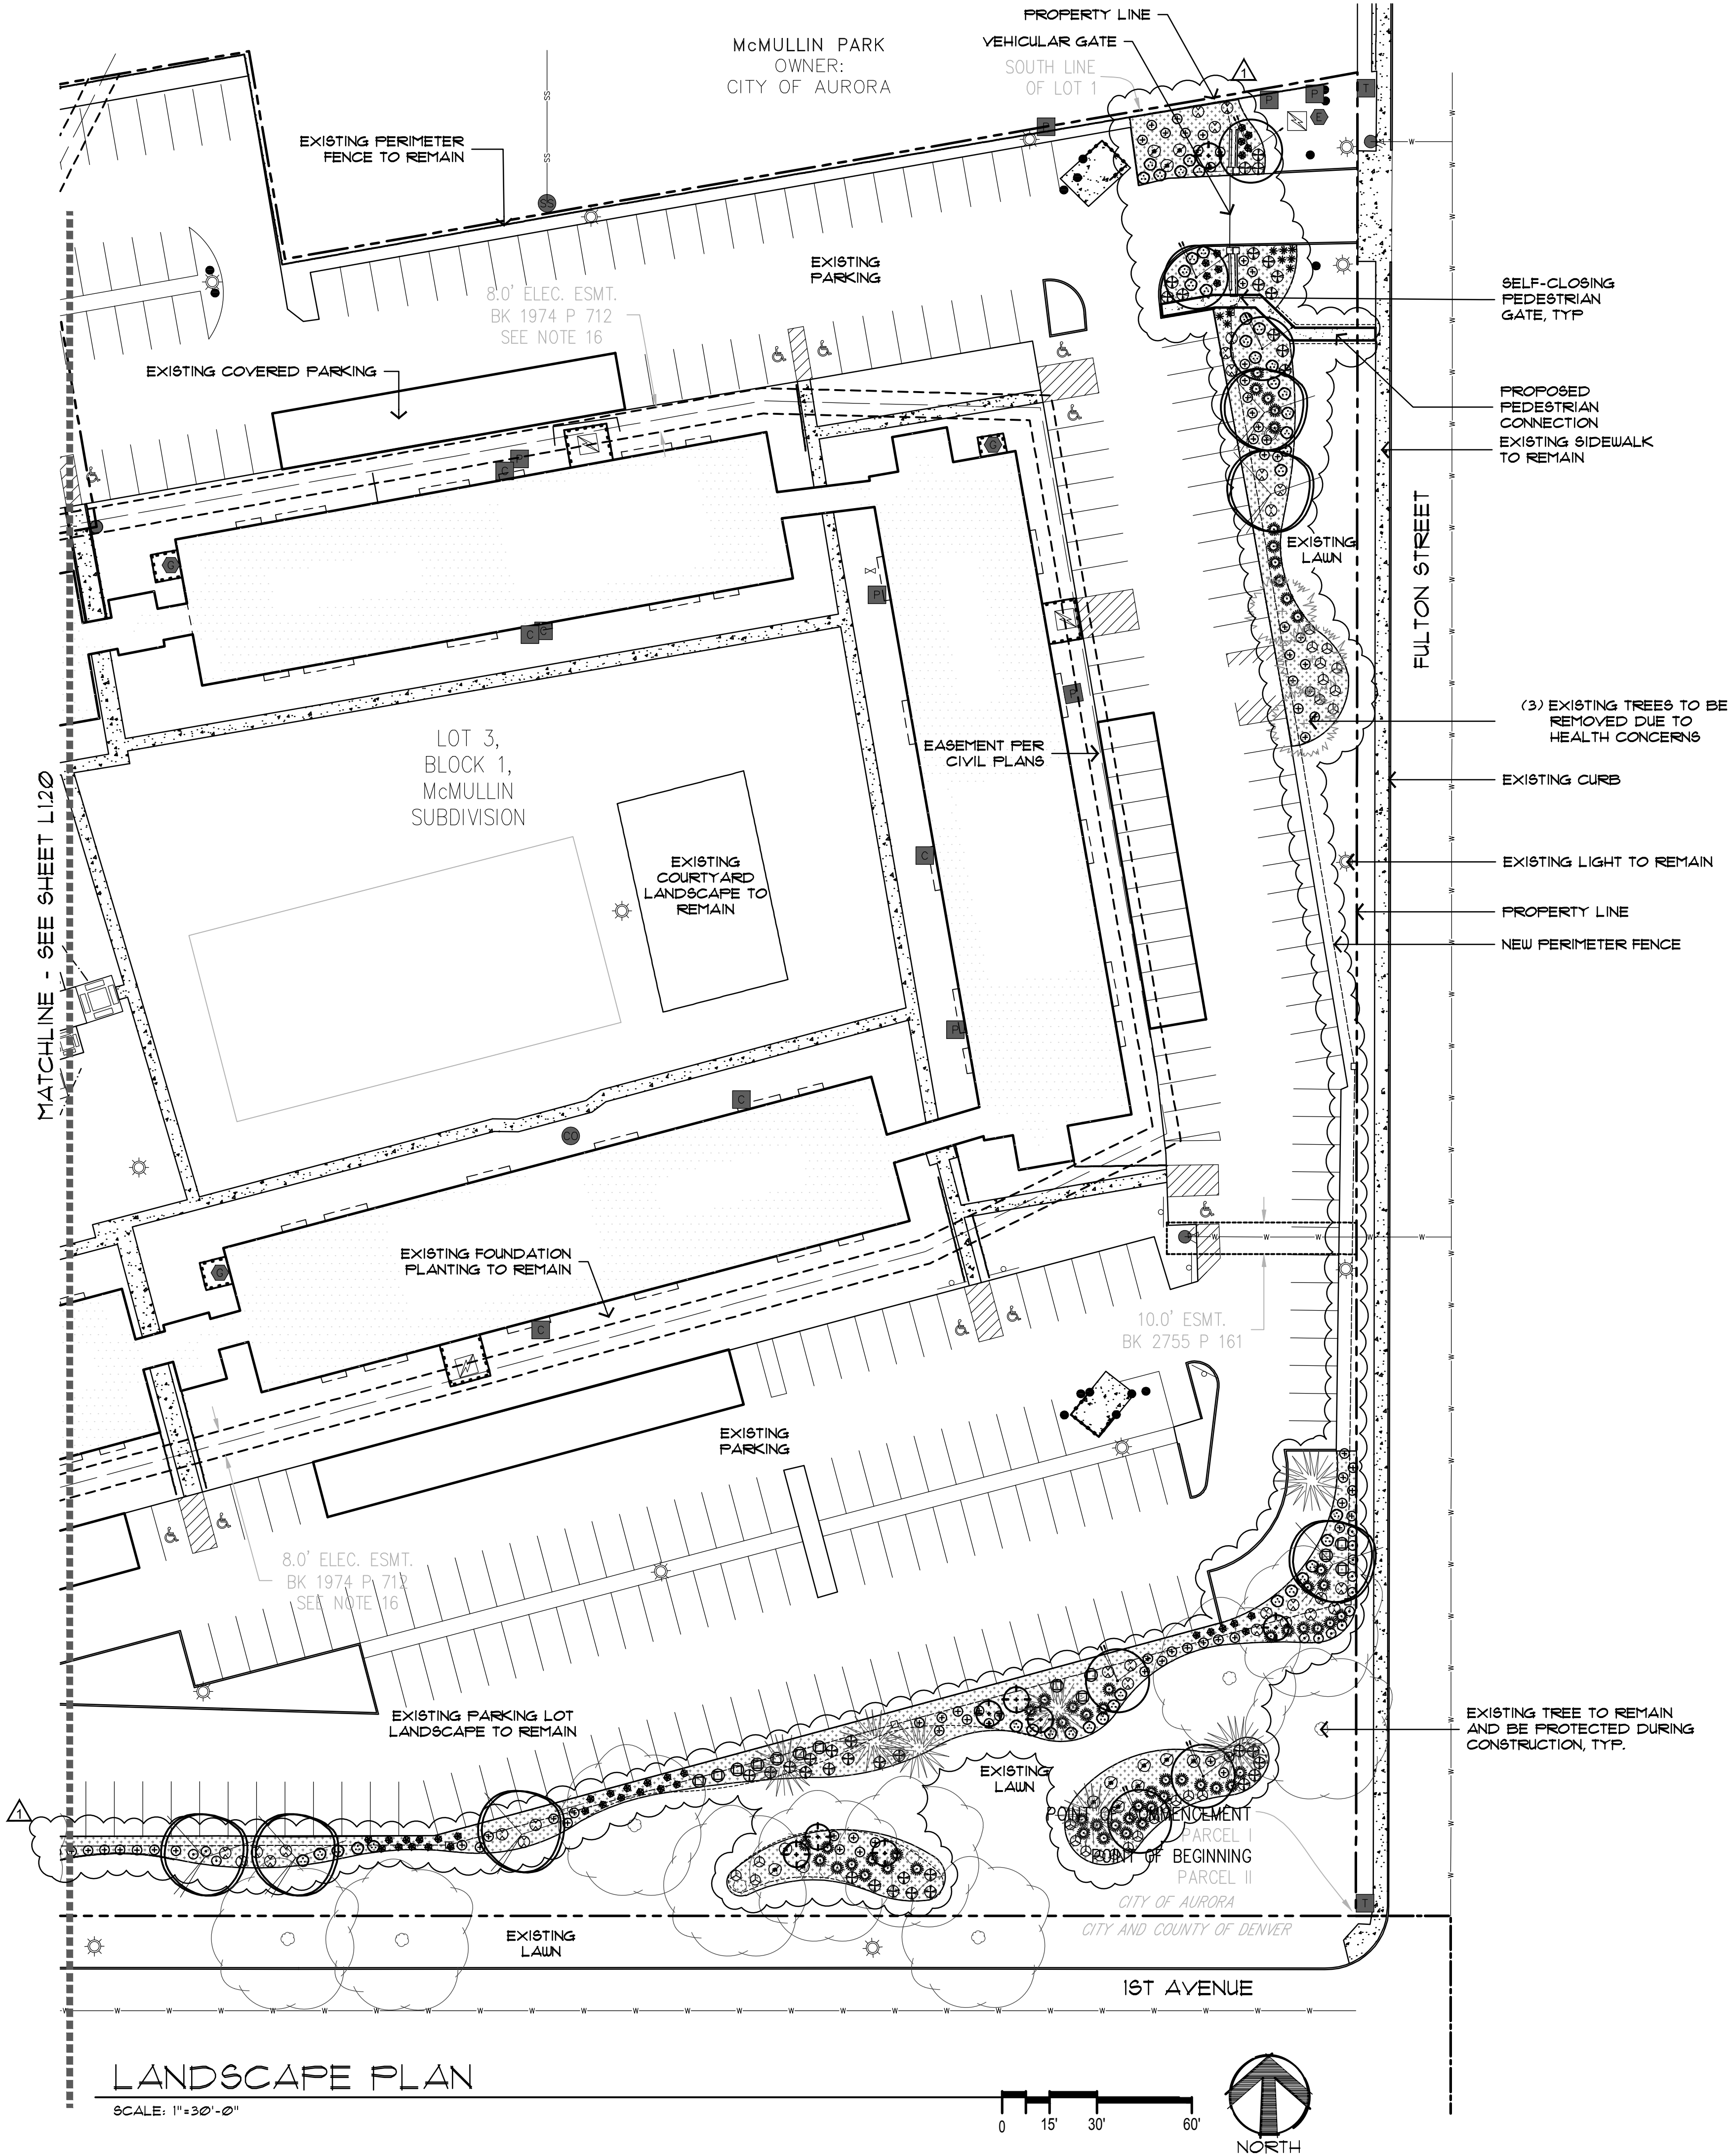 PROPERTY LINE
VEHICULAR GATE
McMULLIN PARK
OWNER:
CITY OF AURORA
SOUTH LINE
OF LOT 1
1
P
P
T
E
P
W
EXISTING PERIMETER
FENCE TO REMAIN
SS
SS
SS
EXISTING
PARKING
8.0' ELEC. ESMT.
BK 1974 P 712
SEE NOTE 16
SELF-CLOSING
PEDESTRIAN
GATE, TYP
EXISTING COVERED PARKING
PROPOSED
PEDESTRIAN
CONNECTION
EXISTING SIDEWALK
TO REMAIN
G
C
P
FULTON STREET
EXISTING
LAWN
G
P
C
G
P
(3) EXISTING TREES TO BE
REMOVED DUE TO
HEALTH CONCERNS
LOT 3,
BLOCK 1,
McMULLIN
SUBDIVISION
EASEMENT PER
CIVIL PLANS
EXISTING CURB
MATCHLINE - SEE SHEET L1.20
EXISTING
COURTYARD
LANDSCAPE TO
REMAIN
C
EXISTING LIGHT TO REMAIN
PROPERTY LINE
NEW PERIMETER FENCE
P
C
CO
EXISTING FOUNDATION
PLANTING TO REMAIN
G
W
W
W
W
W
C
10.0' ESMT.
BK 2755 P 161
EXISTING
PARKING
8.0' ELEC. ESMT.
BK 1974 P 712
SEE NOTE 16
EXISTING PARKING LOT
LANDSCAPE TO REMAIN
EXISTING TREE TO REMAIN
AND BE PROTECTED DURING
CONSTRUCTION, TYP.
EXISTING
LAWN
1
POINT OF COMMENCEMENT
PARCEL I
POINT OF BEGINNING
PARCEL II
T
CITY OF AURORA
CITY AND COUNTY OF DENVER
EXISTING
LAWN
1ST AVENUE
W W W W W W W W W W W W W W W W W W W W W W W W W
LANDSCAPE PLAN
SCALE: 1"=30'-0"
0 15' 30' 60'
NORTH